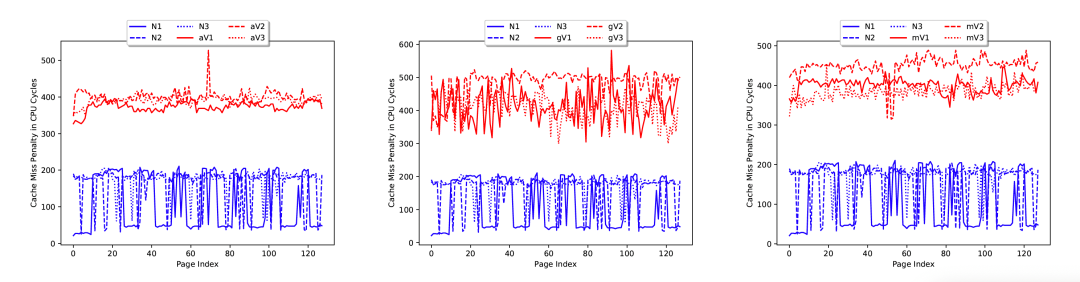 N1 N3 aV2
N2 aV1 aV3
Cache Miss Penalty in CPU Cycles
500
400
300
200
100
0
0 20 40 60 80 100 120
Page Index
N1 N3 gV2
N2 gV1 gV3
Cache Miss Penalty in CPU Cycles
600
500
400
300
200
100
0
0 20 40 60 80 100 120
Page Index
N1 N3 mV2
N2 mV1 mV3
Cache Miss Penalty in CPU Cycles
500
400
300
200
100
0
0 20 40 60 80 100 120
Page Index